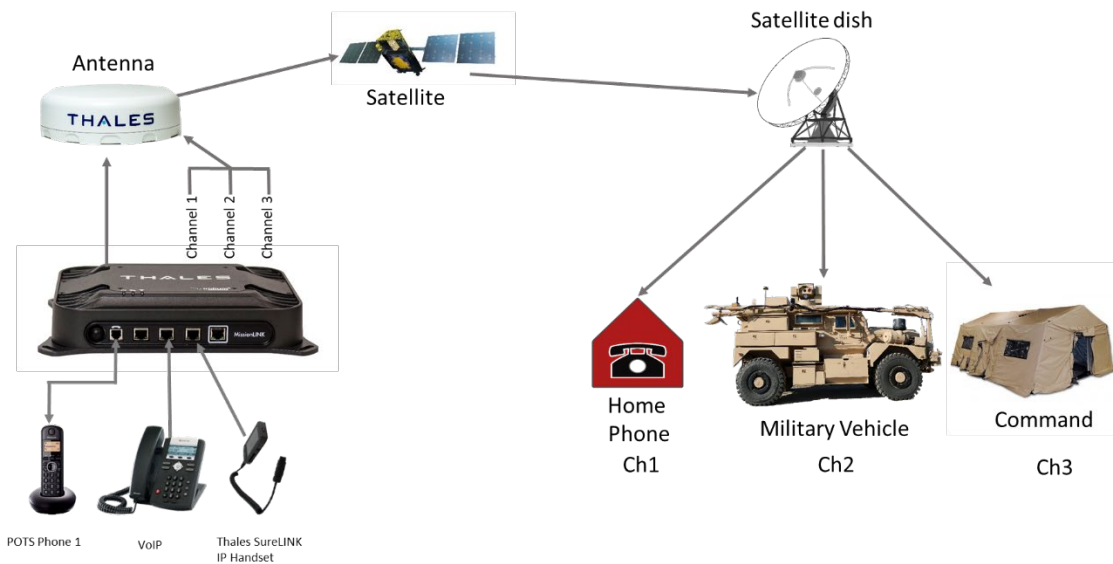 Satellite dish
Antenna
THALES
Satellite
Channel 1
Channel 2
Channel 3
THALES
MissionLINK
Home
Phone
Ch1
Military Vehicle
Ch2
Command
Ch3
POTS Phone 1
VoIP
Thales SureLINK
IP Handset